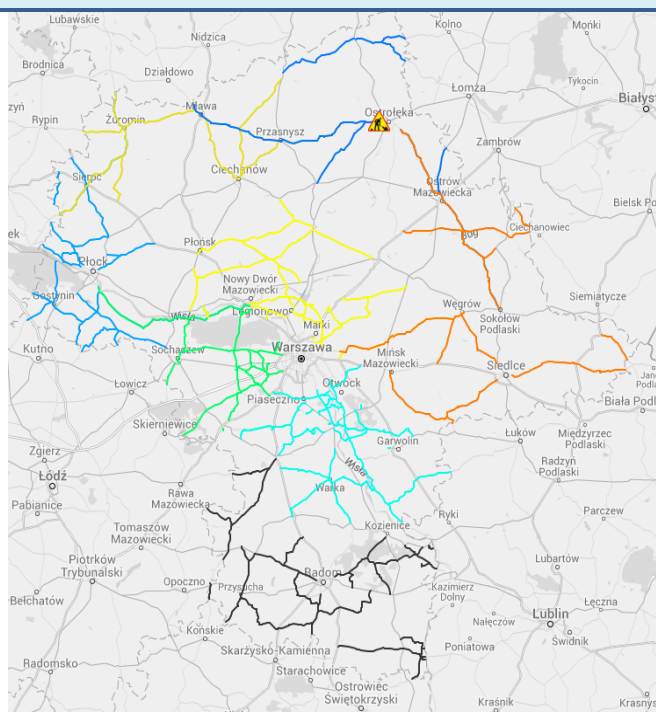 Lubawskie
Nidzica
Kolno
Mońki
Brodnica
Działdowo
Tykocin
Łomża
Białys
Mława
Ostrołęka
Żuromin
Rypin
Przasnysz
Zambrów
Ciechanów
Sierpc
Ostrów
Mazowiecka
Bielsk Po
Ciechanowiec
Bug
Płońsk
Płock
Nowy Dwór
Mazowiecki
Węgrów
Siemiatycze
Gostynin
Legionowo
Wisła
Marki
Sokołów
Podlaski
Kutno
Sochaczew
Warszawa
Mińsk
Mazowiecki
Siedlce
Łowicz
Otwock
Piaseczno
Biała Podl
Skierniewice
Garwolin
Łuków
Międzyrzec
Podlaski
Zgierz
Łódź
Wisła
Radzyń
Podlaski
Rawa
Mazowiecka
Warka
Pabianice
Ryki
Parczew
Tomaszów
Mazowiecki
Kozienice
Piotrków
Trybunalski
Radom
Lubartów
Opoczno
Przysucha
Kazimierz
Dolny
Bełchatów
Łęczna
Nałęczów
Lublin
Końskie
Świdnik
Skarżysko-Kamienna
Poniatowa
Radomsko
Starachowice
Ostrowiec
Świętokrzyski
Kraśnik
Krasnys